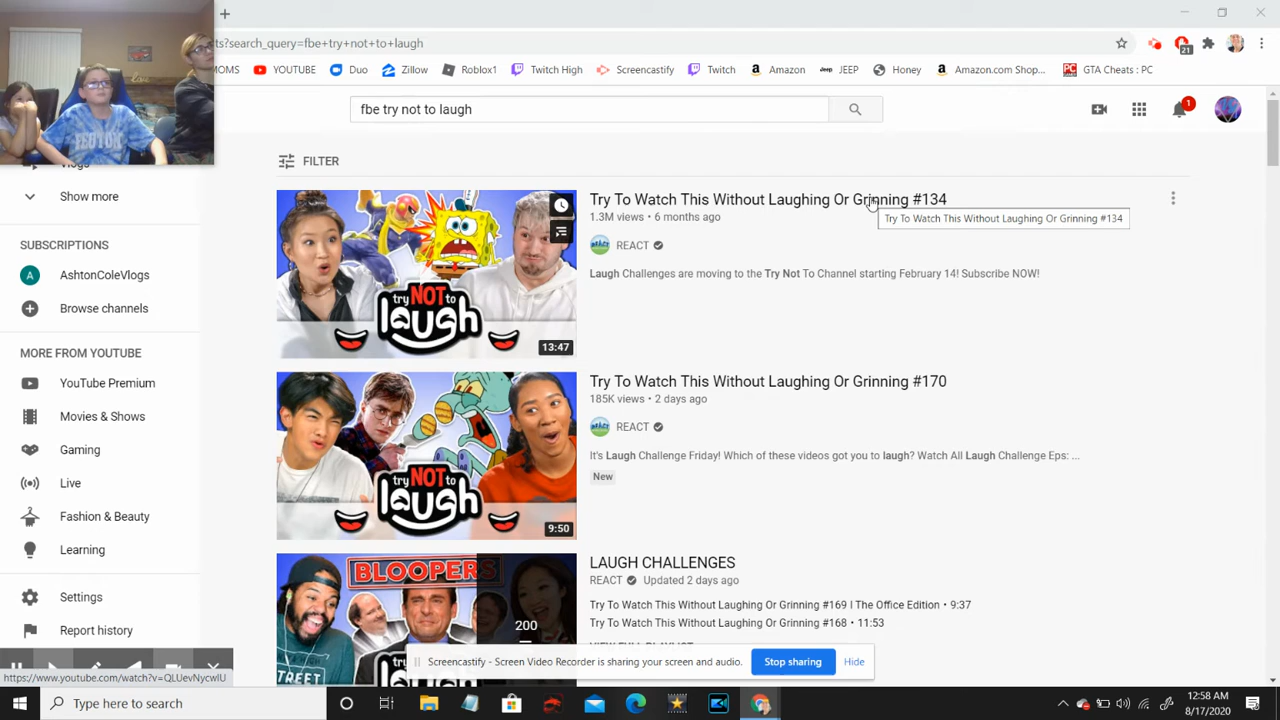 ts?search_query=fbe+try+not+to+laugh
21
MOMS YOUTUBE Duo Zillow Roblox1 Twitch High Screencastify Twitch Amazon JEEP Honey Amazon.com Shop... GTA Cheats : PC
fbe try not to laugh
1
FILTER
Vlogs
Show more
SUBSCRIPTIONS
A AshtonColeVlogs
Browse channels
MORE FROM YOUTUBE
YouTube Premium
Movies & Shows
Gaming
Live
Fashion & Beauty
Learning
Settings
Report history
https://www.youtube.com/watch?v=QLUevNycwlU
try NOT to
laugh
13:47
Try To Watch This Without Laughing Or Grinning #134
1.3M views • 6 months ago
Try To Watch This Without Laughing Or Grinning #134
REACT
Laugh Challenges are moving to the Try Not To Channel starting February 14! Subscribe NOW!
try NOT to
laugh
9:50
Try To Watch This Without Laughing Or Grinning #170
185K views • 2 days ago
REACT
It's Laugh Challenge Friday! Which of these videos got you to laugh? Watch All Laugh Challenge Eps: ...
New
BLOOPERS
STREET
200
LAUGH CHALLENGES
REACT Updated 2 days ago
Try To Watch This Without Laughing Or Grinning #169 | The Office Edition • 9:37
Try To Watch This Without Laughing Or Grinning #168 • 11:53
VIEW FULL PLAYLIST
Screencastify - Screen Video Recorder is sharing your screen and audio. Stop sharing Hide
Type here to search
12:58 AM
8/17/2020